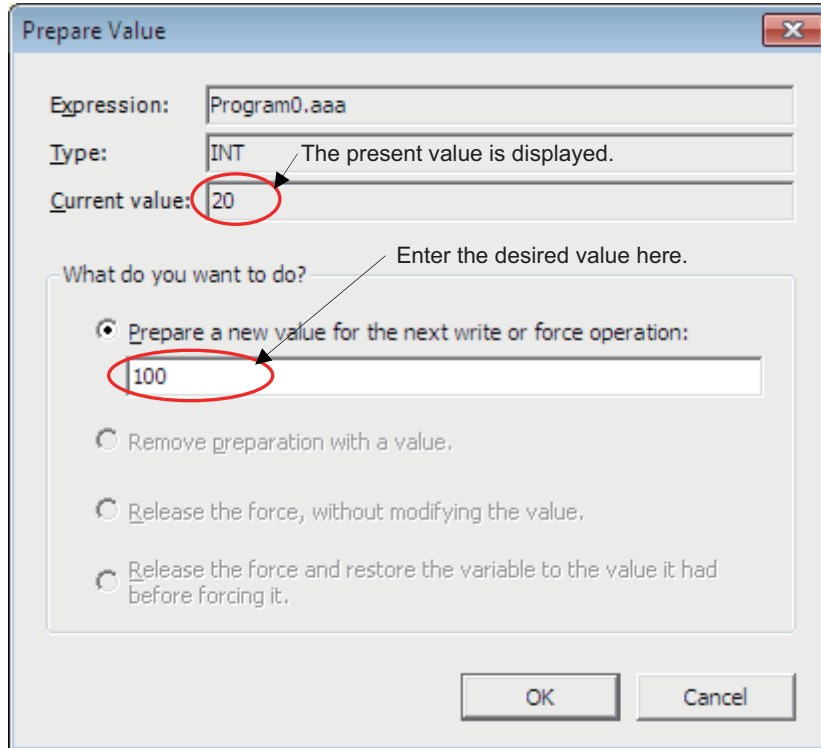 Prepare Value
Expression: Program0.aaa
Type: INT The present value is displayed.
Current value: 20
Enter the desired value here.
What do you want to do?
Prepare a new value for the next write or force operation:
100
Remove preparation with a value.
Release the force, without modifying the value.
Release the force and restore the variable to the value it had
before forcing it.
OK Cancel